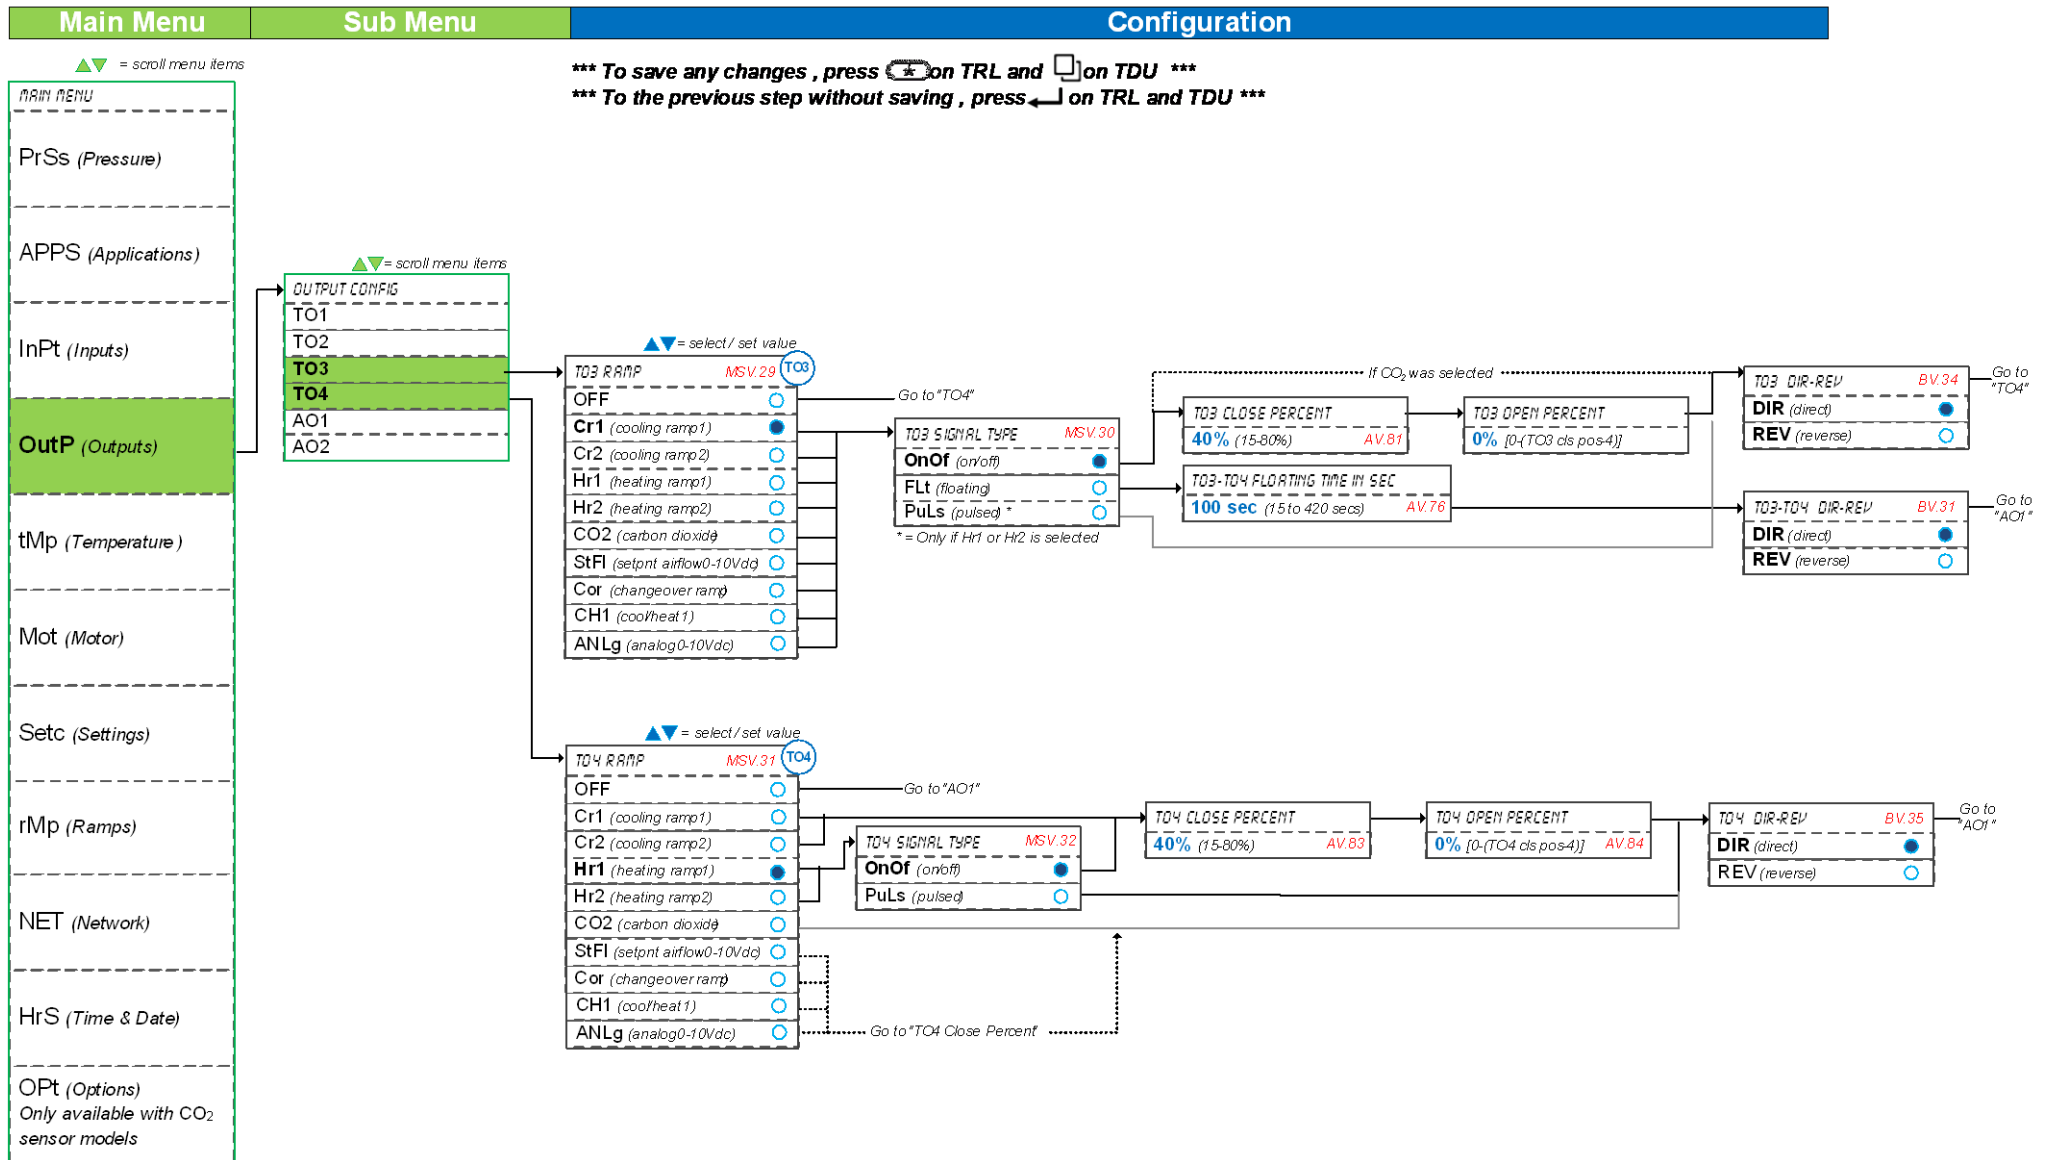 Main Menu
Sub Menu
Configuration
= scroll menu items
*** To save any changes , press * on TRL and on TDU ***
*** To the previous step without saving , press on TRL and TDU ***
MAIN MENU
PrSs (Pressure)
APPS (Applications)
InPt (Inputs)
OutP (Outputs)
tMp (Temperature )
Mot (Motor)
Setc (Settings)
rMp (Ramps)
NET (Network)
HrS (Time & Date)
OPt (Options)
Only available with CO2
sensor models
= scroll menu items
OUTPUT CONFIG
TO1
TO2
TO3
TO4
AO1
AO2
= select / set value
TO3 RAMP MSV.29 TO3
OFF
Cr1 (cooling ramp1)
Cr2 (cooling ramp2)
Hr1 (heating ramp1)
Hr2 (heating ramp2)
CO2 (carbon dioxide)
StFl (setpnt airflow0-10Vdc)
Cor (changeover ramp)
CH1 (cool/heat1)
ANLg (analog0-10Vdc)
Go to "TO4"
TO3 SIGNAL TYPE MSV.30
OnOf (on/off)
FLt (floating)
PuLs (pulsed) *
* = Only if Hr1 or Hr2 is selected
If CO2 was selected
TO3 CLOSE PERCENT
40% (15-80%) AV.81
TO3 OPEN PERCENT
0% [0-(TO3 cls pos-4)]
TO3-TO4 FLOATING TIME IN SEC
100 sec (15 to 420 secs) AV.76
TO3 DIR-REV BV.34
DIR (direct)
REV (reverse)
Go to
"TO4"
TO3-TO4 DIR-REV BV.31
DIR (direct)
REV (reverse)
Go to
"AO1"
= select / set value
TO4 RAMP MSV.31 TO4
OFF
Cr1 (cooling ramp1)
Cr2 (cooling ramp2)
Hr1 (heating ramp1)
Hr2 (heating ramp2)
CO2 (carbon dioxide)
StFl (setpnt airflow0-10Vdc)
Cor (changeover ramp)
CH1 (cool/heat1)
ANLg (analog0-10Vdc)
Go to "AO1"
TO4 SIGNAL TYPE MSV.32
OnOf (on/off)
PuLs (pulsed)
TO4 CLOSE PERCENT
40% (15-80%) AV.83
TO4 OPEN PERCENT
0% [0-(TO4 cls pos-4)] AV.84
TO4 DIR-REV BV.35
DIR (direct)
REV (reverse)
Go to
"AO1"
Go to "TO4 Close Percent"